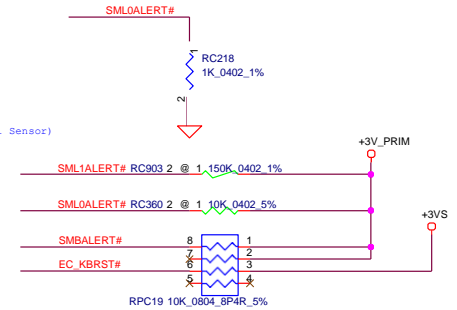 SML0ALERT#
1
RC218
1K_0402_1%
2
Sensor)
+3V_PRIM
SML1ALERT# RC903 2 @ 1 150K_0402_1%
SML0ALERT# RC360 2 @ 1 10K_0402_5%
+3VS
SMBALERT# 8 1
7 2
EC_KBRST# 6 3
5 4
RPC19 10K_0804_8P4R_5%